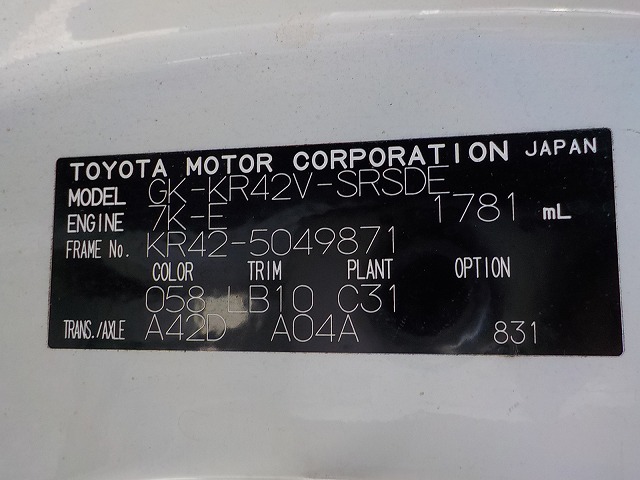 TOYOTA MOTOR CORPORATION JAPAN
MODEL GK-KR42V-SRSDE
ENGINE 7K-E 1781 mL
FRAME No. KR42-5049871
COLOR TRIM PLANT OPTION
058 LB10 C31
TRANS./AXLE A42D A04A 831